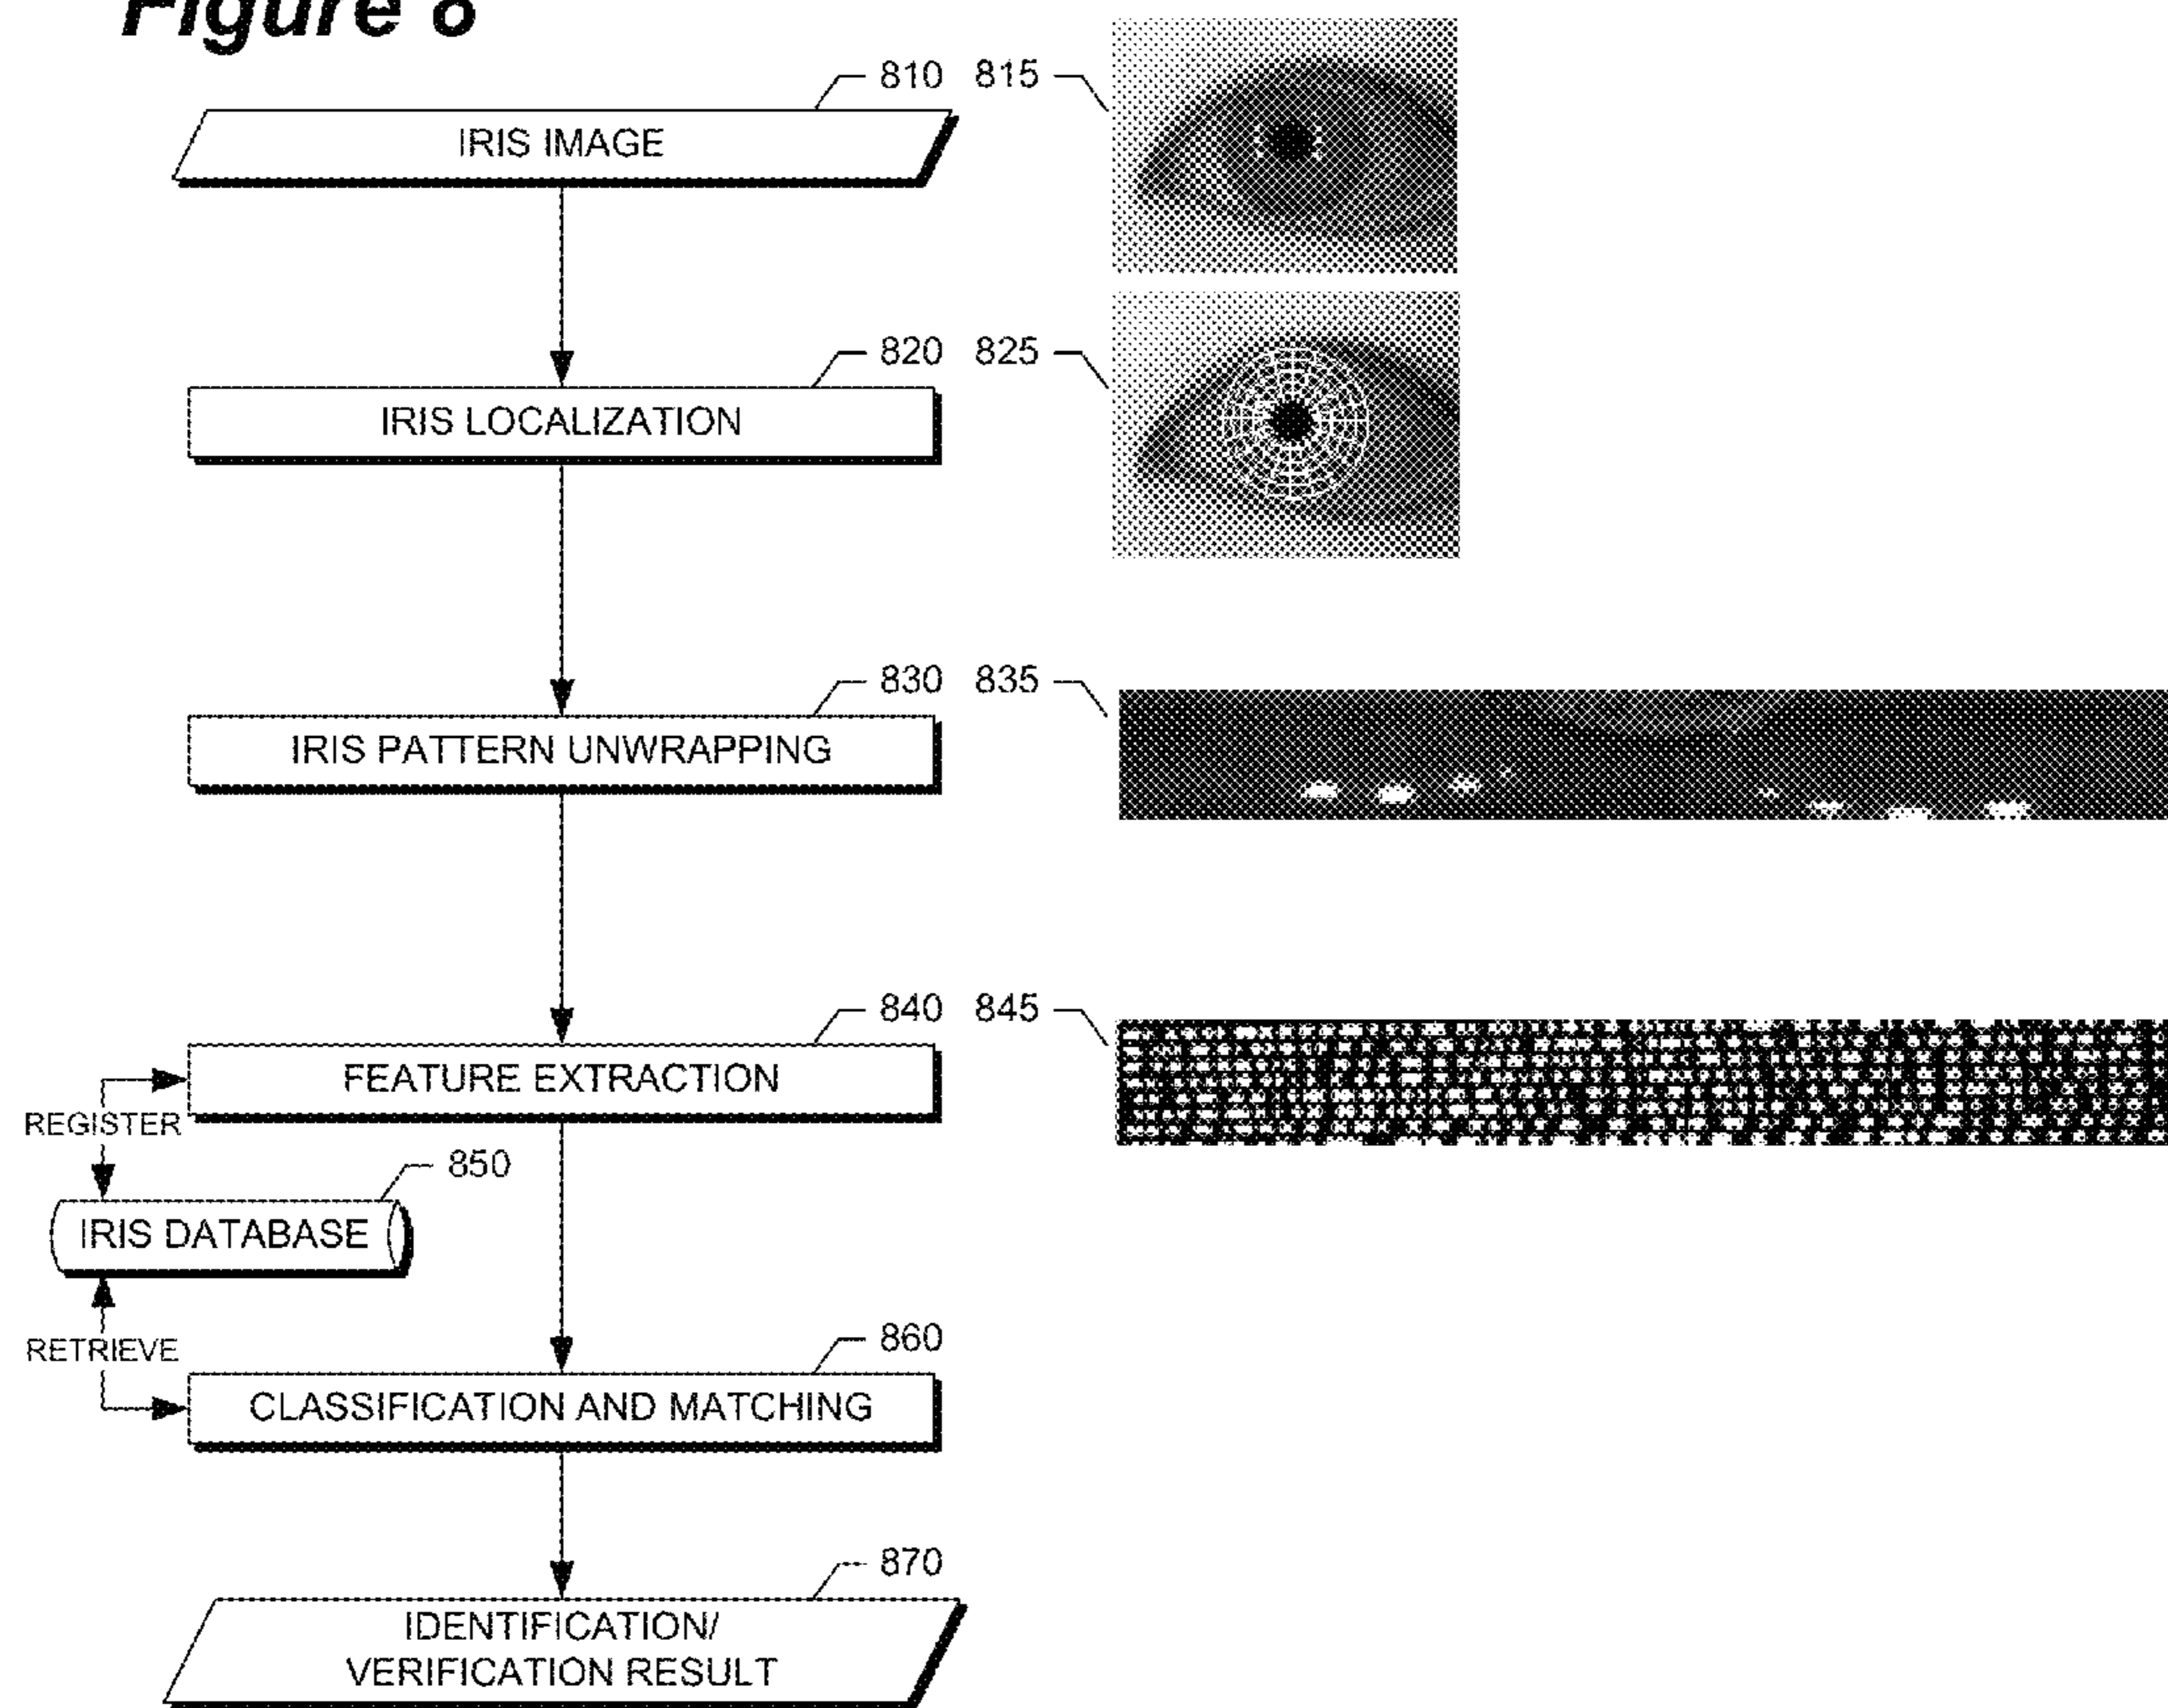 Figure 8
810 815
IRIS IMAGE
820 825
IRIS LOCALIZATION
830 835
IRIS PATTERN UNWRAPPING
840 845
FEATURE EXTRACTION
REGISTER
850
IRIS DATABASE
860
RETRIEVE
CLASSIFICATION AND MATCHING
870
IDENTIFICATION/
VERIFICATION RESULT